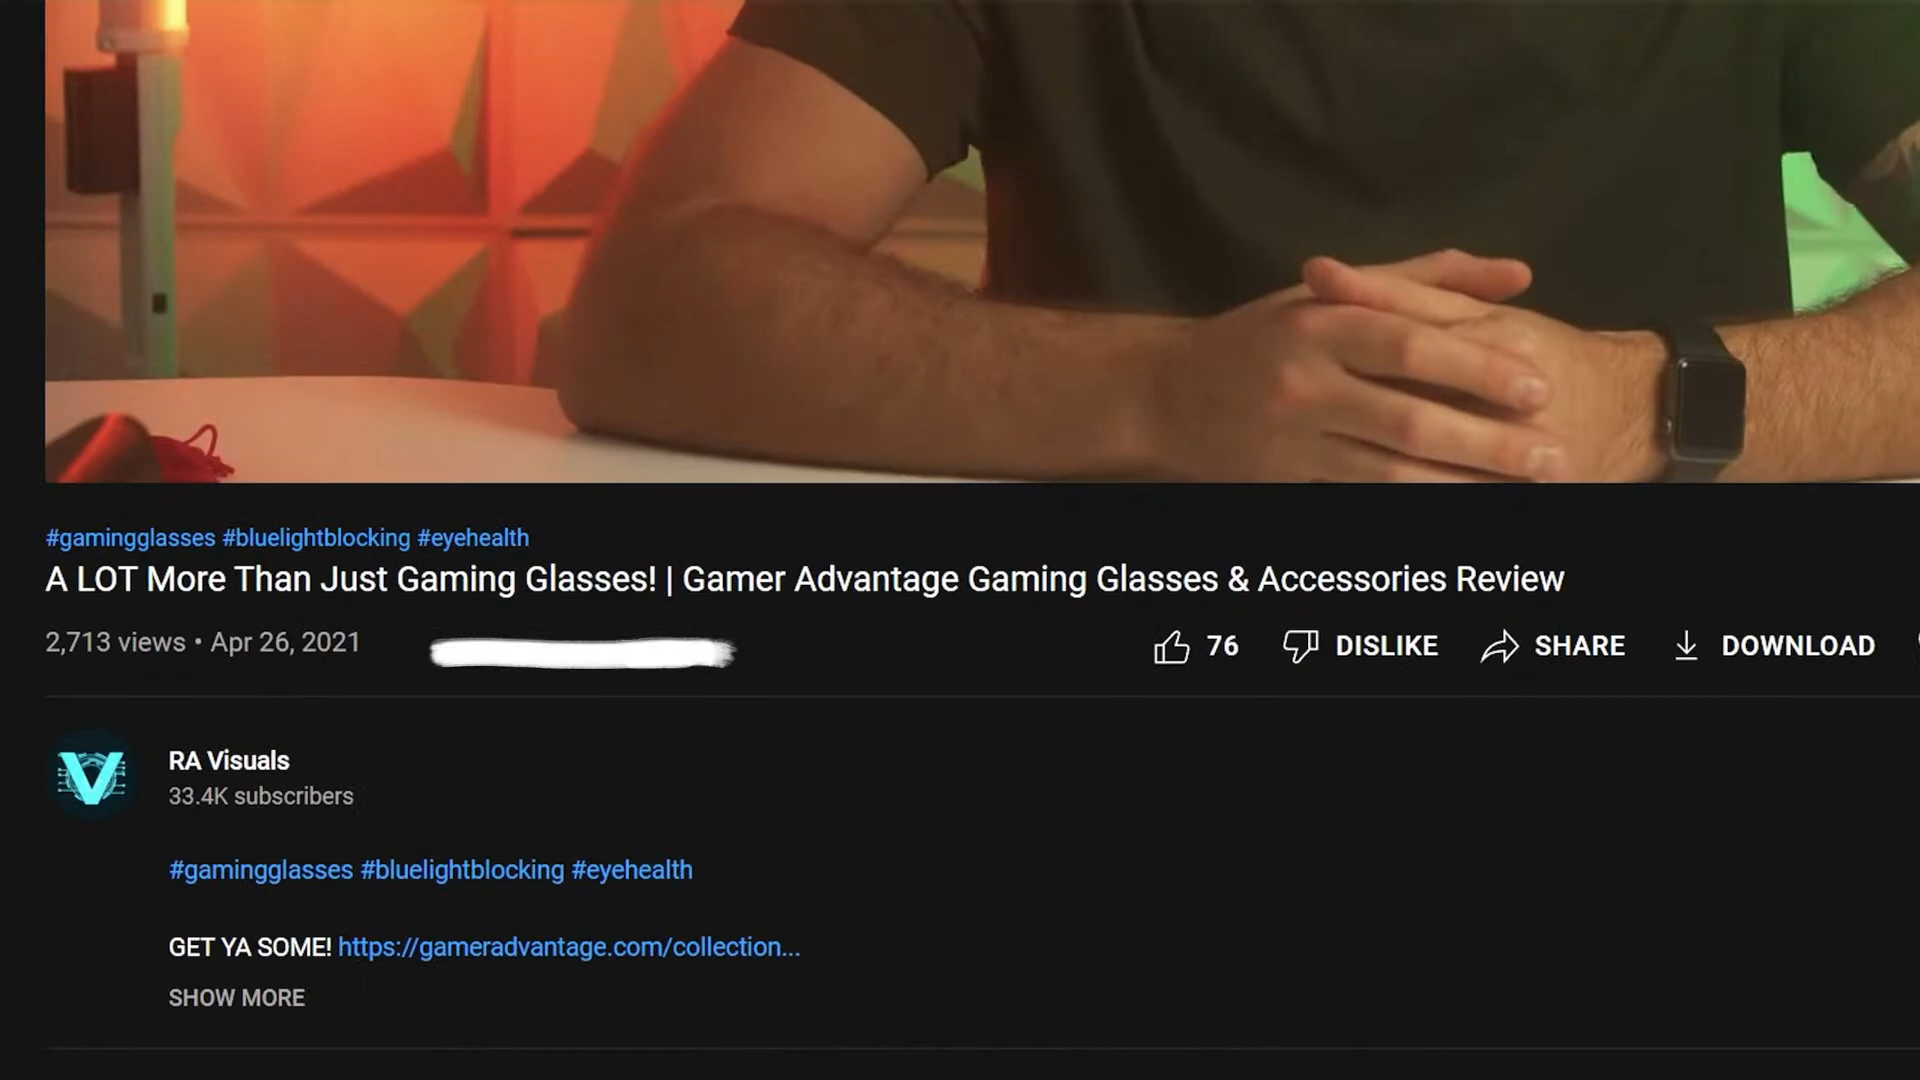 #gamingglasses #bluelightblocking #eyehealth
A LOT More Than Just Gaming Glasses! | Gamer Advantage Gaming Glasses & Accessories Review
2,713 views • Apr 26, 2021
76 DISLIKE SHARE DOWNLOAD
RA Visuals
33.4K subscribers
#gamingglasses #bluelightblocking #eyehealth
GET YA SOME! https://gameradvantage.com/collection...
SHOW MORE